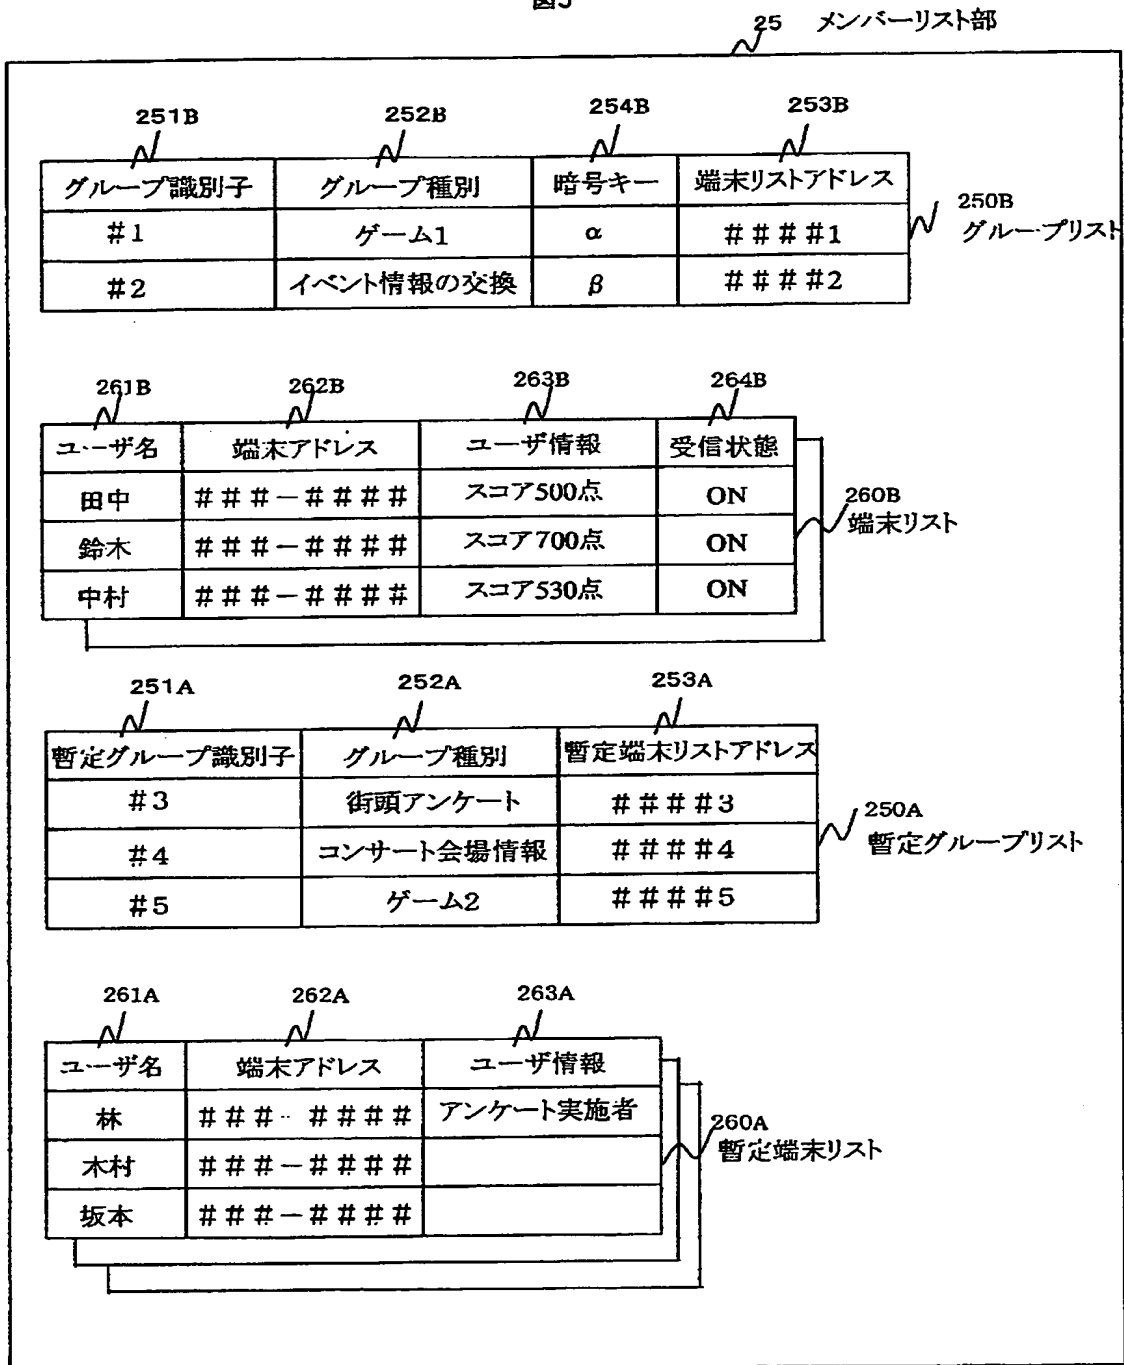 25 メンバーリスト部
251B 252B 254B 253B
グループ識別子 グループ種別 暗号キー 端末リストアドレス
#1 ゲーム1 α ####1
#2 イベント情報の交換 β ####2
250B
グループリスト
261B 262B 263B 264B
ユーザ名 端末アドレス ユーザ情報 受信状態
田中 ###-#### スコア500点 ON
鈴木 ###-#### スコア700点 ON
中村 ###-#### スコア530点 ON
260B
端末リスト
251A 252A 253A
暫定グループ識別子 グループ種別 暫定端末リストアドレス
#3 街頭アンケート ####3
#4 コンサート会場情報 ####4
#5 ゲーム2 ####5
250A
暫定グループリスト
261A 262A 263A
ユーザ名 端末アドレス ユーザ情報
林 ###-#### アンケート実施者
木村 ###-####
坂本 ###-####
260A
暫定端末リスト